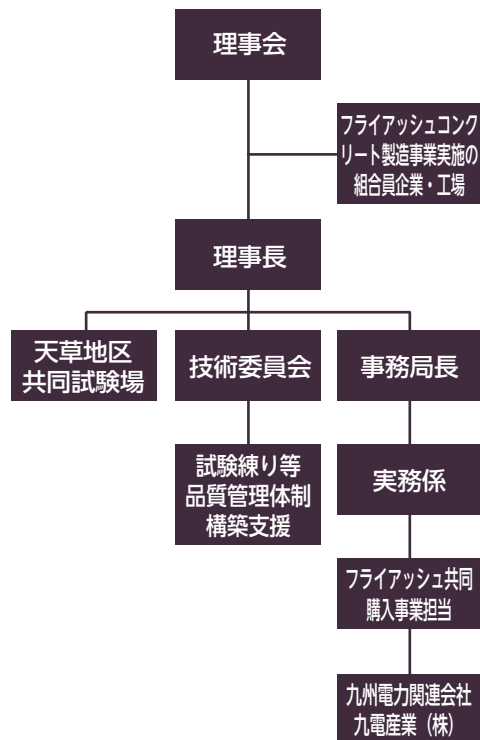 理事会
フライアッシュコンク
リート製造事業実施の
組合員企業・工場
理事長
天草地区
共同試験場
技術委員会
事務局長
試験練り等
品質管理体制
構築支援
実務係
フライアッシュ共同
購入事業担当
九州電力関連会社
九電産業（株）